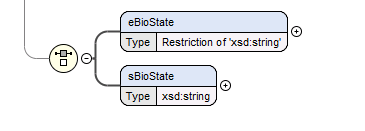 eBioState
Type Restriction of 'xsd:string'
sBioState
Type xsd:string